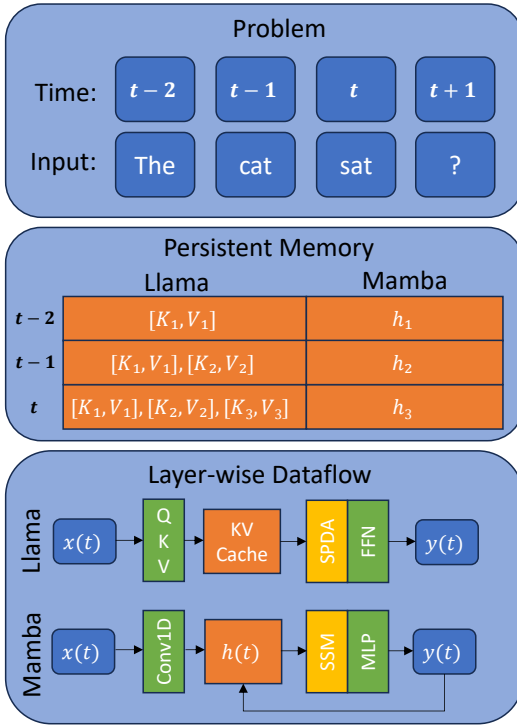 Problem
Time: t − 2 t − 1 t t + 1
Input: The cat sat ?
Persistent Memory
Llama Mamba
t − 2 [K₁, V₁] h₁
t − 1 [K₁, V₁], [K₂, V₂] h₂
t [K₁, V₁], [K₂, V₂], [K₃, V₃] h₃
Layer-wise Dataflow
Llama
x(t)
Q
K
V
KV
Cache
SPDA
FFN
y(t)
Mamba
x(t)
Conv1D
h(t)
SSM
MLP
y(t)